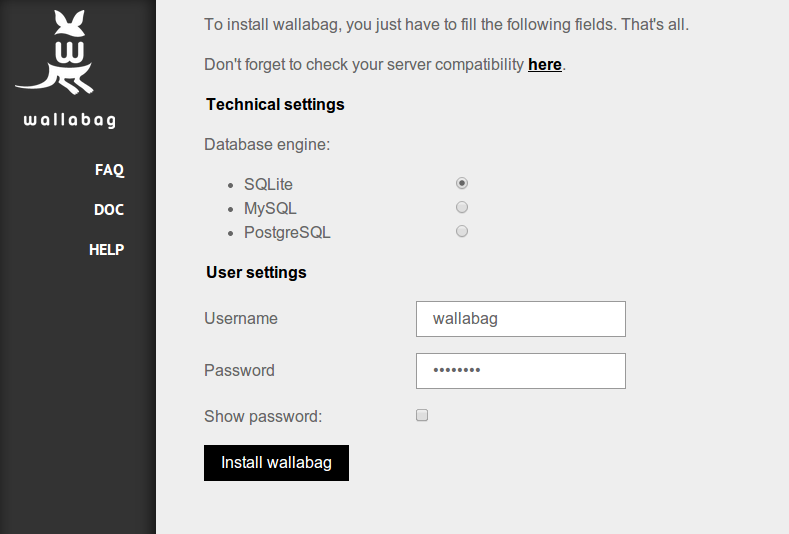 W
wallabag
FAQ
DOC
HELP
To install wallabag, you just have to fill the following fields. That's all.
Don't forget to check your server compatibility here.
Technical settings
Database engine:
• SQLite
• MySQL
• PostgreSQL
User settings
Username
wallabag
Password
••••••••
Show password:
Install wallabag